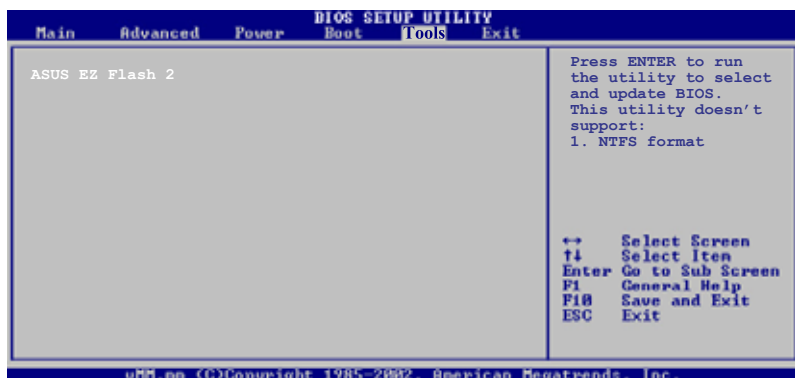 BIOS SETUP UTILITY
Main Advanced Power Boot Tools Exit
ASUS EZ Flash 2
Press ENTER to run
the utility to select
and update BIOS.
This utility doesn't
support:
1. NTFS format
↔ Select Screen
↑↓ Select Item
Enter Go to Sub Screen
F1 General Help
F10 Save and Exit
ESC Exit
vMM.pp (C)Copyright 1985-2002, American Megatrends, Inc.